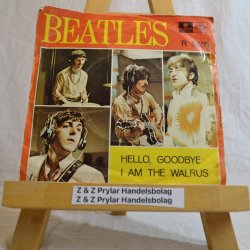 BEATLES
HELLO, GOODBYE
I AM THE WALRUS
Z & Z Prylar Handelsbolag
Z & Z Prylar Handelsbolag